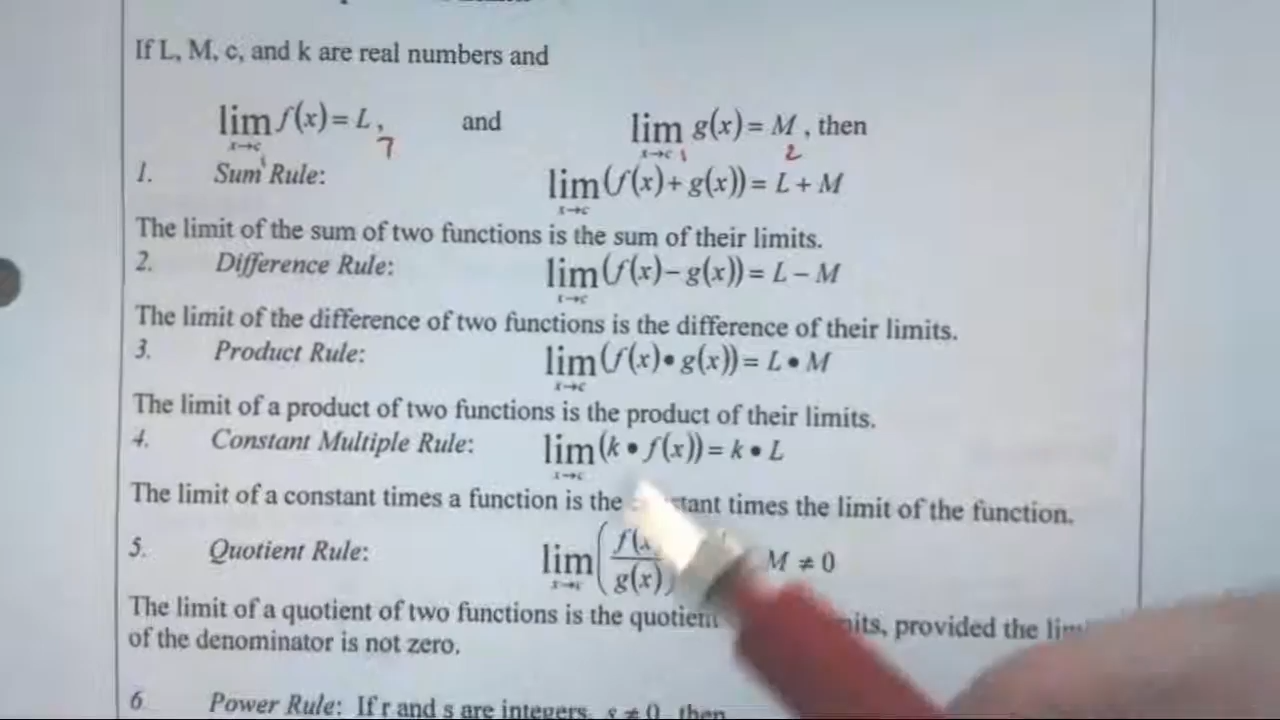 If L, M, c, and k are real numbers and
lim f(x) = L, and lim g(x) = M, then
x→c 7 x→c 1 2
1. Sum Rule: lim (f(x) + g(x)) = L + M
x→c
The limit of the sum of two functions is the sum of their limits.
2. Difference Rule: lim (f(x) − g(x)) = L − M
x→c
The limit of the difference of two functions is the difference of their limits.
3. Product Rule: lim (f(x) • g(x)) = L • M
x→c
The limit of a product of two functions is the product of their limits.
4. Constant Multiple Rule: lim (k • f(x)) = k • L
x→c
The limit of a constant times a function is the times the limit of the function.
5. Quotient Rule: lim ( f(x / g(x) ) M ≠ 0
x→c
The limit of a quotient of two functions is the provided the
of the denominator is not zero.
6 Power Rule: If r and s are integers, s ≠ 0, then